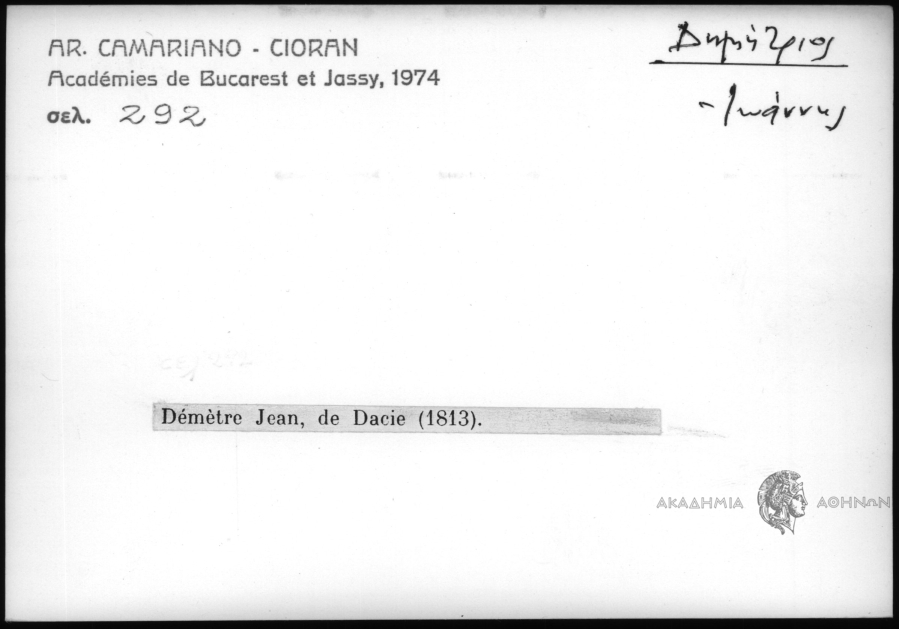 AR. CAMARIANO - CIORAN
Académies de Bucarest et Jassy, 1974
σελ. 292
Δημήτριος
- Ιωάννης
Démètre Jean, de Dacie (1813).
ΑΚΑΔΗΜΙΑ ΑΘΗΝΩΝ